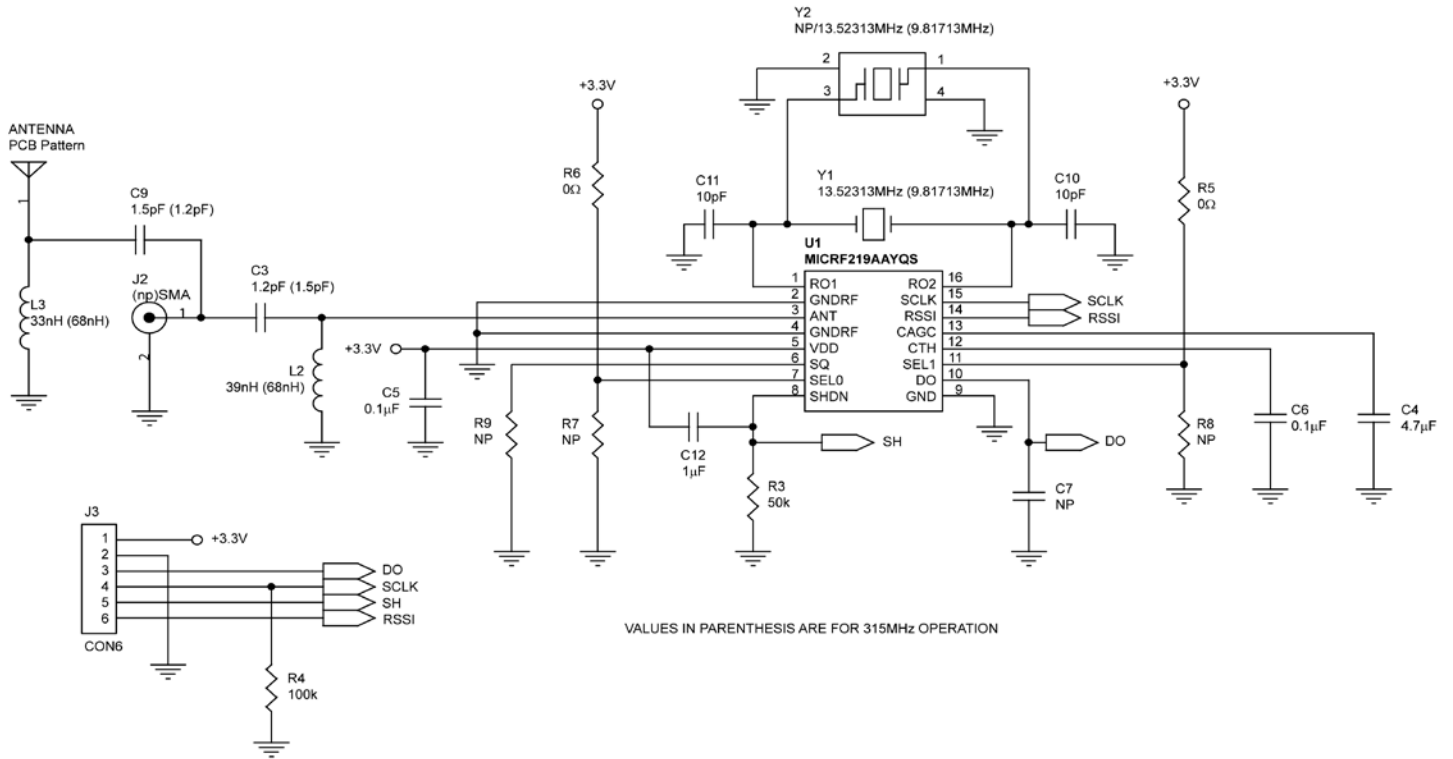 Y2
NP/13.52313MHz (9.81713MHz)
2
1
3
4
+3.3V
+3.3V
ANTENNA
PCB Pattern
1
C9
1.5pF (1.2pF)
R6
0Ω
C11
10pF
Y1
13.52313MHz (9.81713MHz)
C10
10pF
R5
0Ω
U1
MICRF219AAYQS
J2
(np)SMA
1
2
C3
1.2pF (1.5pF)
L3
33nH (68nH)
L2
39nH (68nH)
+3.3V
C5
0.1µF
1 RO1 RO2 16
2 GNDRF SCLK 15 SCLK
3 ANT RSSI 14 RSSI
4 GNDRF CAGC 13
5 VDD CTH 12
6 SQ SEL1 11
7 SEL0 DO 10
8 SHDN GND 9
R9
NP
R7
NP
C12
1µF
SH
R3
50k
DO
C7
NP
R8
NP
C6
0.1µF
C4
4.7µF
J3
1 +3.3V
2
3 DO
4 SCLK
5 SH
6 RSSI
CON6
R4
100k
VALUES IN PARENTHESIS ARE FOR 315MHz OPERATION